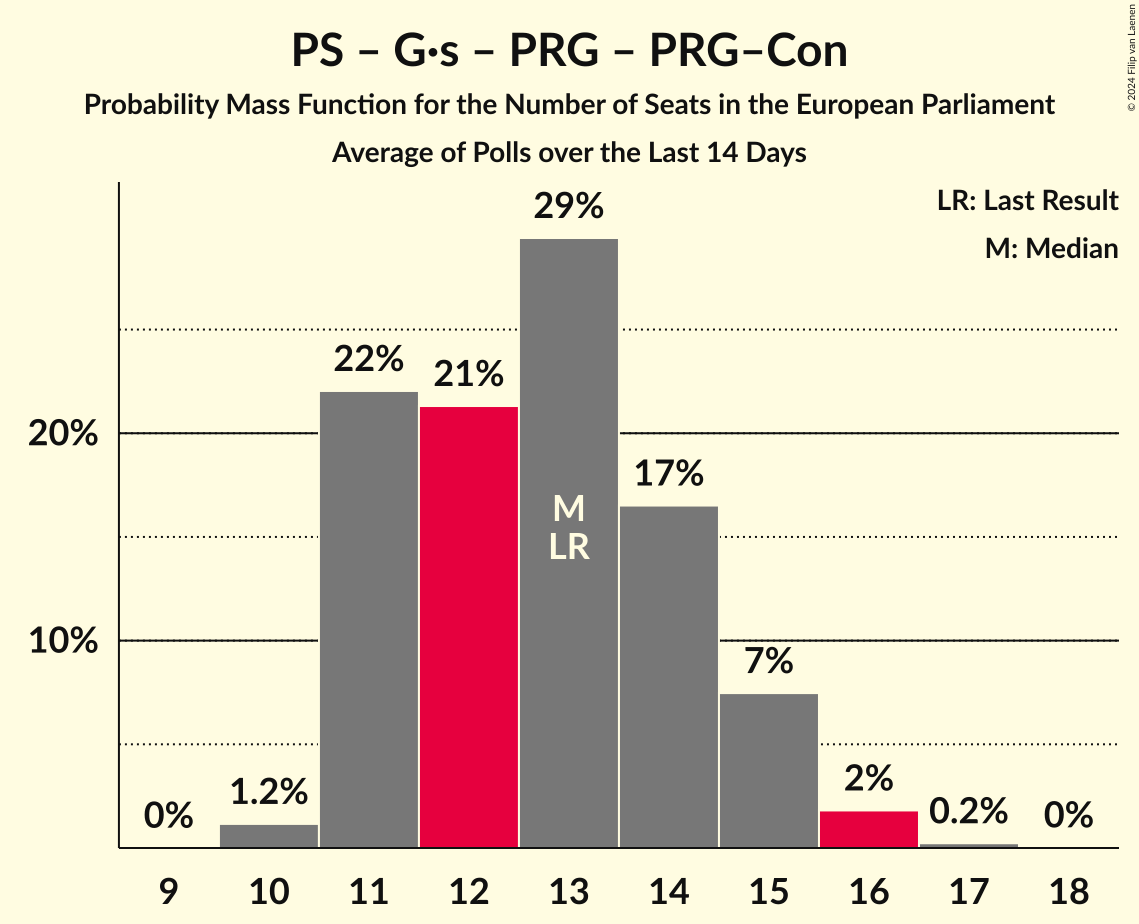 PS – G·s – PRG – PRG–Con
Probability Mass Function for the Number of Seats in the European Parliament
Average of Polls over the Last 14 Days
© 2024 Filip van Laenen
LR: Last Result
M: Median
29%
22%
21%
20%
17%
M
LR
10%
7%
2%
1.2%
0.2%
0%
0%
9 10 11 12 13 14 15 16 17 18